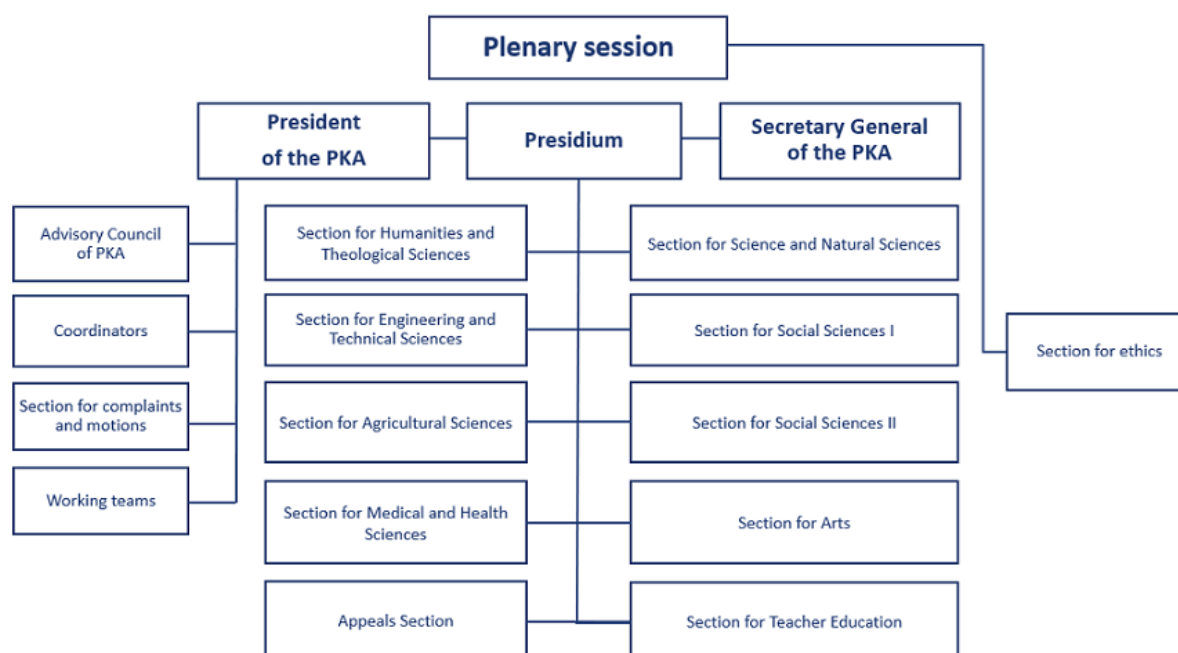 Plenary session
President
of the PKA
Presidium
Secretary General
of the PKA
Advisory Council
of PKA
Coordinators
Section for complaints
and motions
Working teams
Section for Humanities and
Theological Sciences
Section for Engineering and
Technical Sciences
Section for Agricultural Sciences
Section for Medical and Health
Sciences
Appeals Section
Section for Science and Natural Sciences
Section for Social Sciences I
Section for Social Sciences II
Section for Arts
Section for Teacher Education
Section for ethics